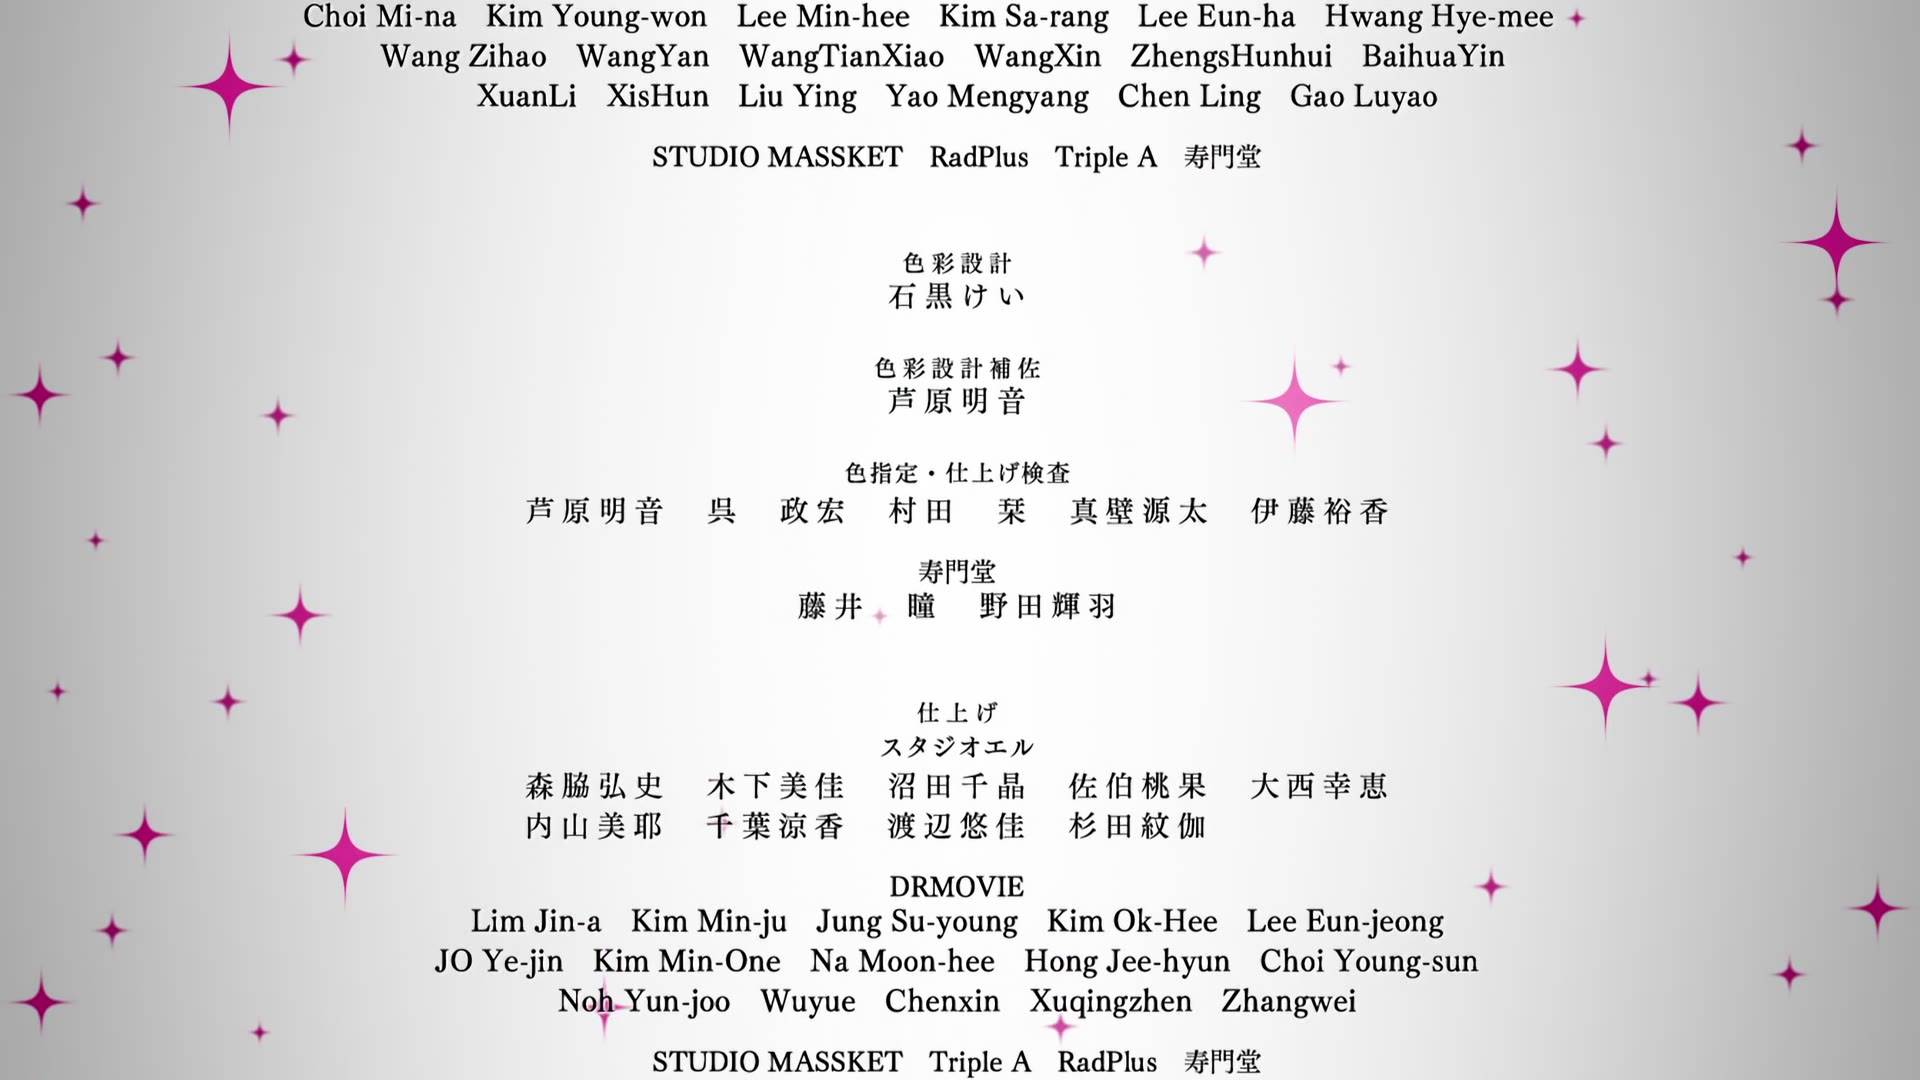 Choi Mi-na Kim Young-won Lee Min-hee Kim Sa-rang Lee Eun-ha Hwang Hye-mee
Wang Zihao WangYan WangTianXiao WangXin ZhengsHunhui BaihuaYin
XuanLi XisHun Liu Ying Yao Mengyang Chen Ling Gao Luyao
STUDIO MASSKET RadPlus Triple A 寿門堂
色彩設計
石黒けい
色彩設計補佐
芦原明音
色指定・仕上げ検査
芦原明音 呉 政宏 村田 栞 真壁源太 伊藤裕香
寿門堂
藤井 瞳 野田輝羽
仕上げ
スタジオエル
森脇弘史 木下美佳 沼田千晶 佐伯桃果 大西幸恵
内山美耶 千葉涼香 渡辺悠佳 杉田紋伽
DRMOVIE
Lim Jin-a Kim Min-ju Jung Su-young Kim Ok-Hee Lee Eun-jeong
JO Ye-jin Kim Min-One Na Moon-hee Hong Jee-hyun Choi Young-sun
Noh Yun-joo Wuyue Chenxin Xuqingzhen Zhangwei
STUDIO MASSKET Triple A RadPlus 寿門堂